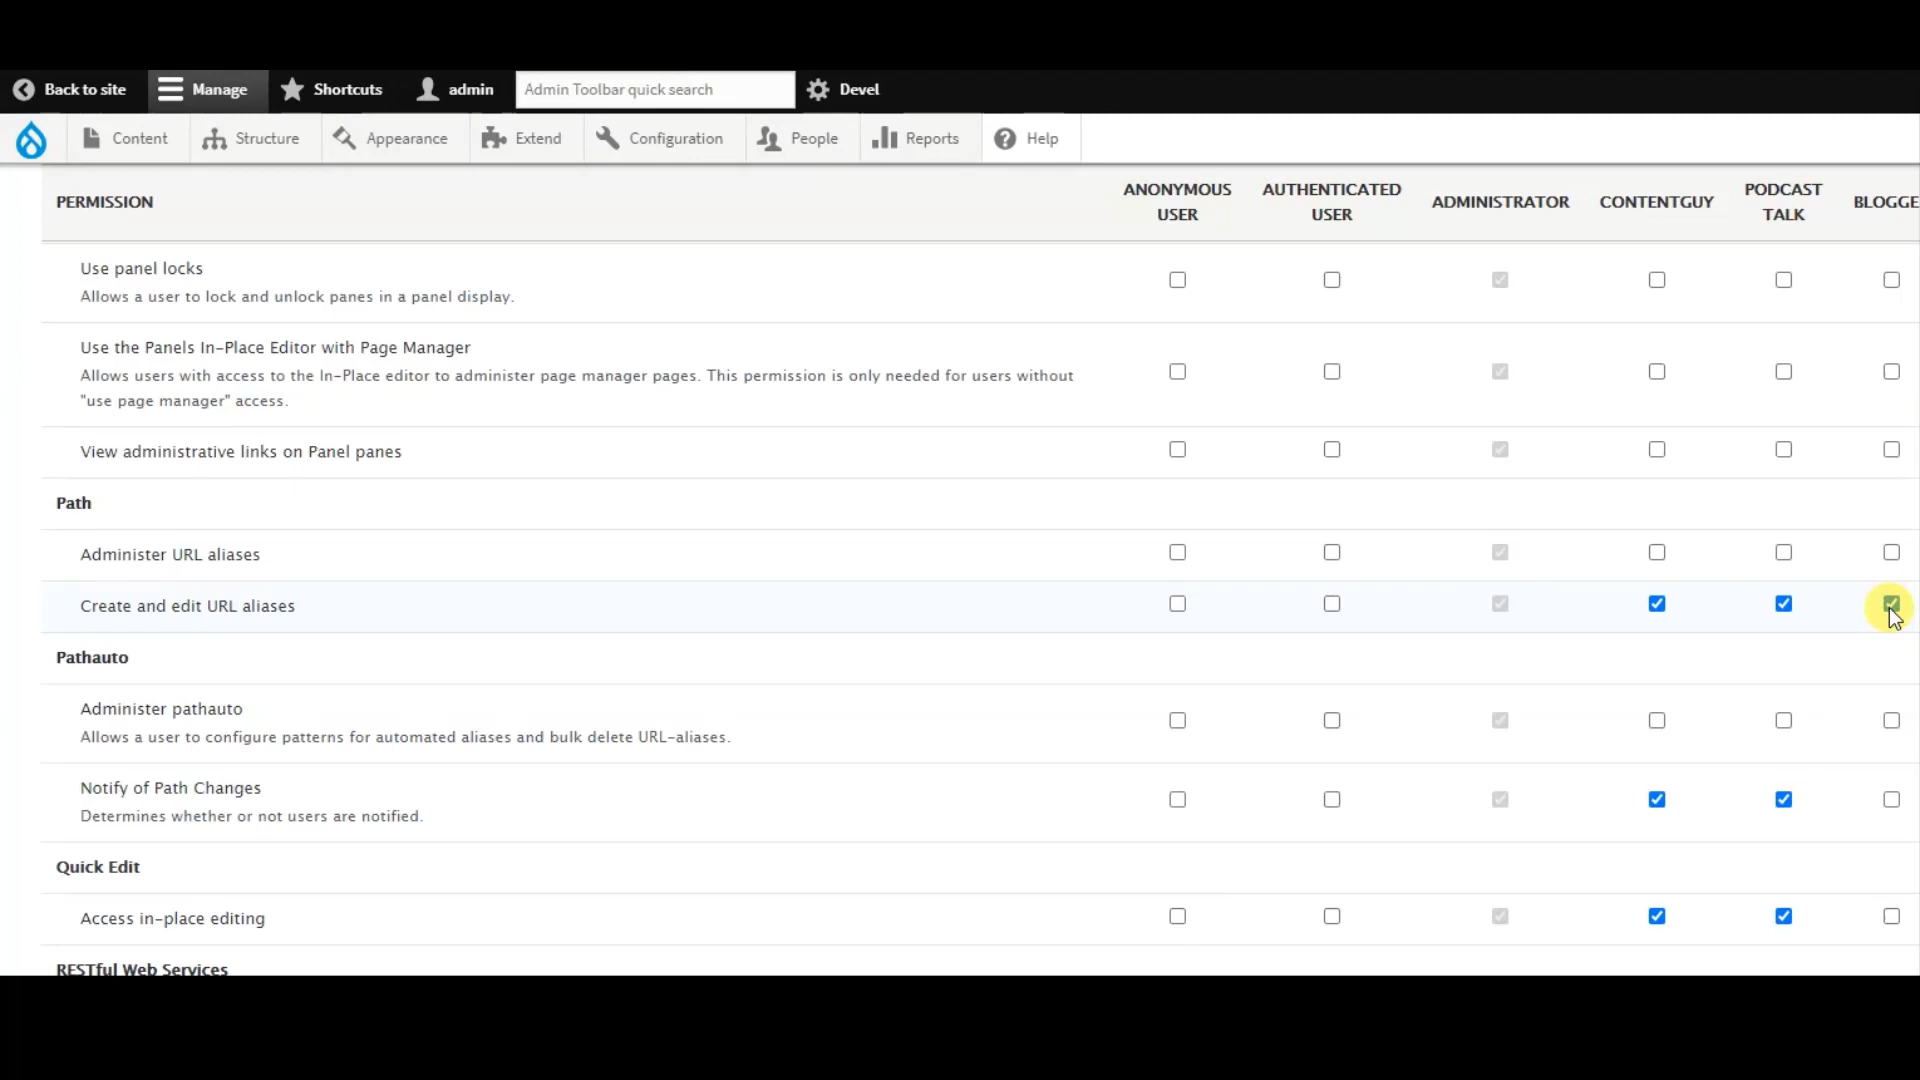 Back to site
Manage
Shortcuts
admin
Admin Toolbar quick search
Devel
Content
Structure
Appearance
Extend
Configuration
People
Reports
Help
PERMISSION
ANONYMOUS
USER
AUTHENTICATED
USER
ADMINISTRATOR
CONTENTGUY
PODCAST
TALK
BLOGGE
Use panel locks
Allows a user to lock and unlock panes in a panel display.
Use the Panels In-Place Editor with Page Manager
Allows users with access to the In-Place editor to administer page manager pages. This permission is only needed for users without
"use page manager" access.
View administrative links on Panel panes
Path
Administer URL aliases
Create and edit URL aliases
Pathauto
Administer pathauto
Allows a user to configure patterns for automated aliases and bulk delete URL-aliases.
Notify of Path Changes
Determines whether or not users are notified.
Quick Edit
Access in-place editing
RESTful Web Services